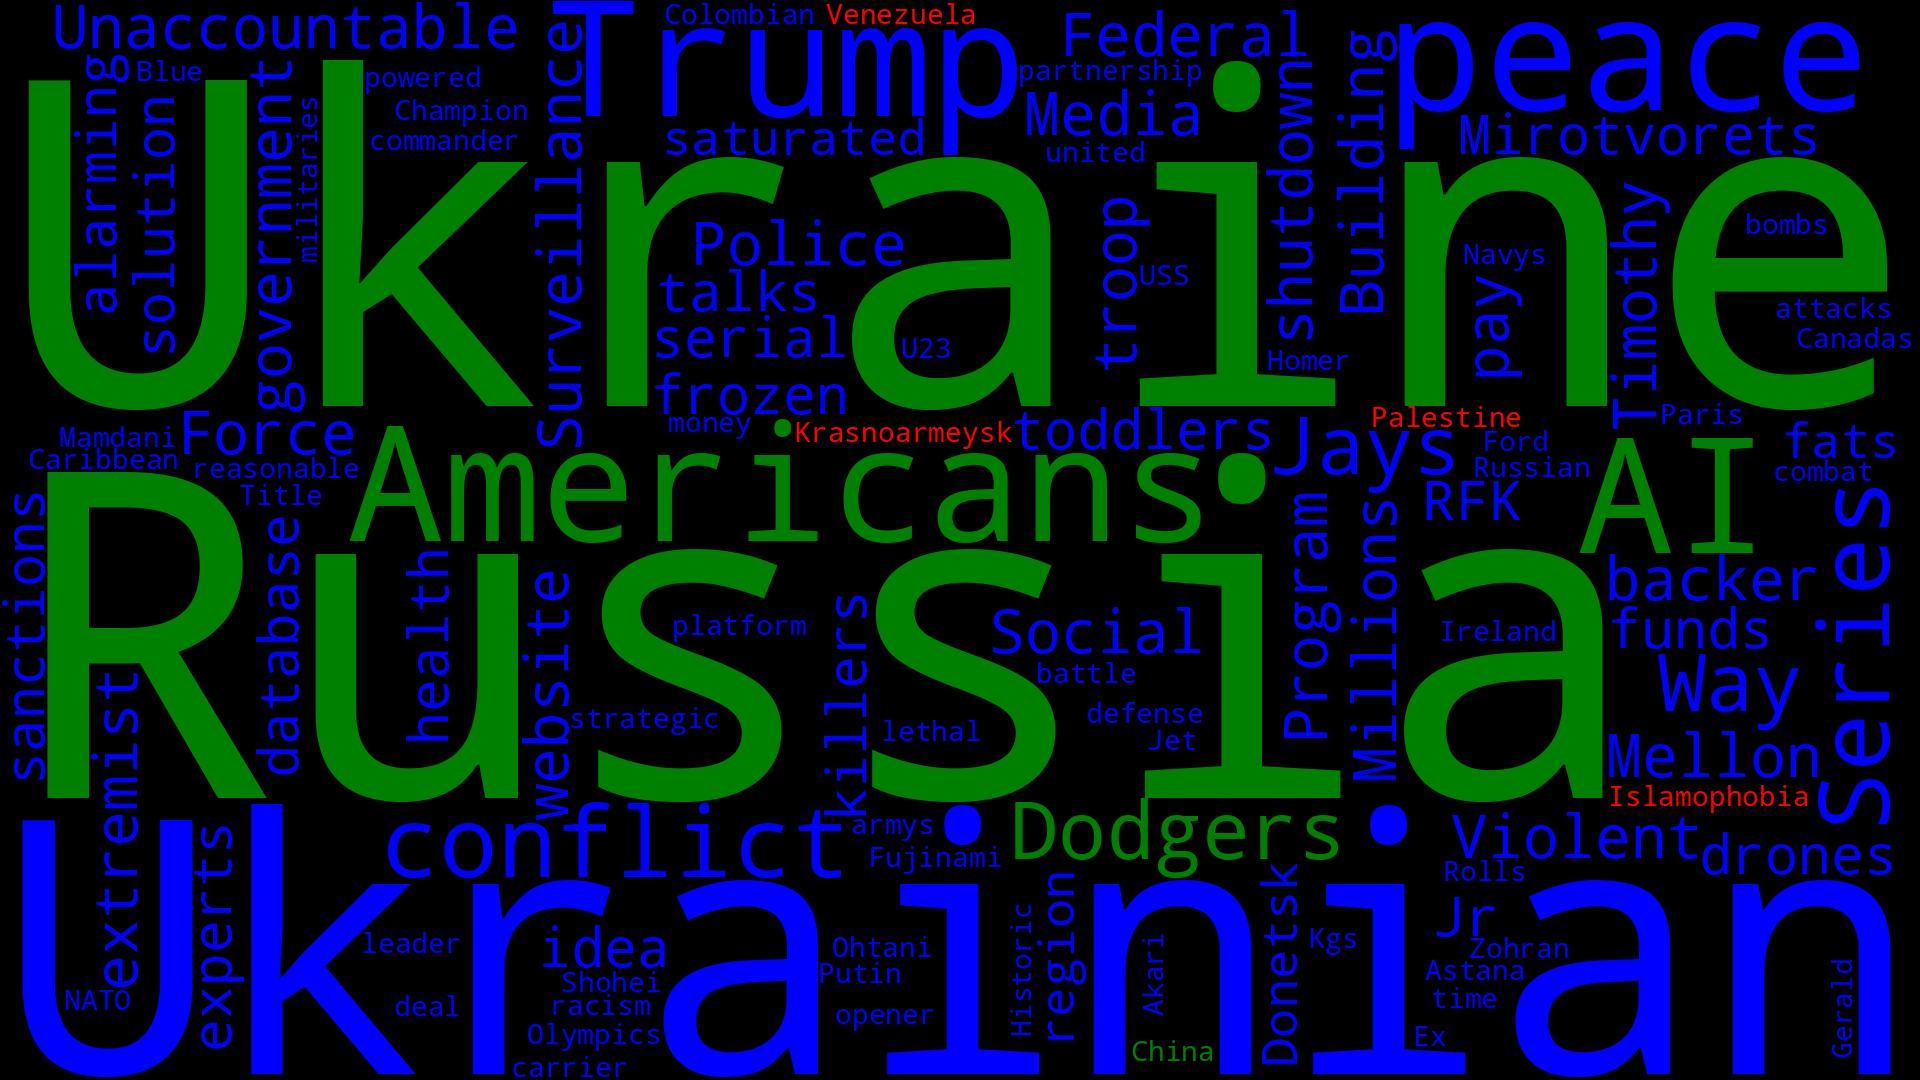 Unaccountable
Trump
Colombian
Venezuela
Federal
peace
Blue
powered
partnership
Champion
Media
commander
saturated
united
Mirotvorets
alarming
solution
government
militaries
Surveillance
shutdown
Building
Ukraine
Police
troop
USS
Navys
pay
Timothy
bombs
talks
serial
U23
Homer
attacks
Canadas
frozen
money
Krasnoarmeysk
toddlers
Palestine
Paris
Mamdani
Force
Caribbean
reasonable
Title
Americans
Jays
Ford
Russian
RFK
AI
fats
combat
sanctions
Russia
database
health
website
platform
strategic
killers
lethal
Social
battle
defense
Jet
Program
Millions
Ireland
backer
funds
Way
Mellon
Series
Islamophobia
extremist
experts
conflict
armys
Fujinami
Dodgers
Violent
drones
Rolls
Ukrainian
leader
deal
NATO
idea
Shohei
racism
Olympics
carrier
Ohtani
Putin
opener
Historic
region
Akari
China
Donetsk
Kgs
Jr
Zohran
Astana
time
Ex
Gerald